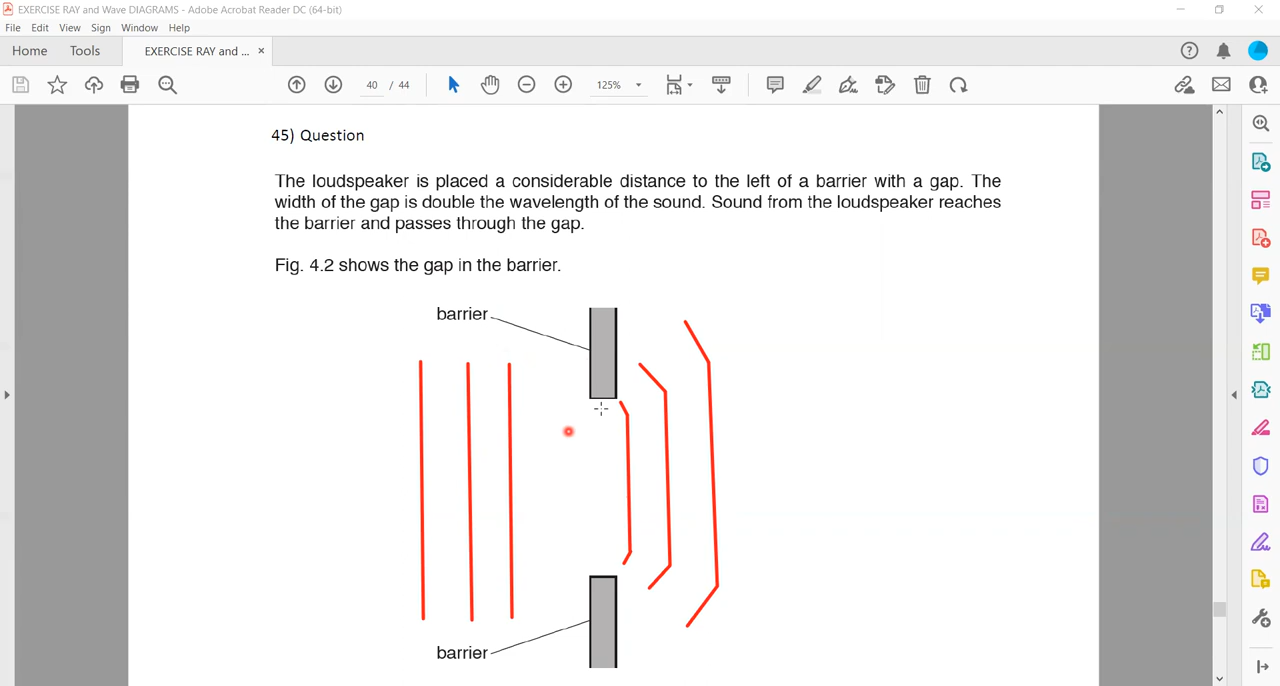 EXERCISE RAY and Wave DIAGRAMS - Adobe Acrobat Reader DC (64-bit)
File Edit View Sign Window Help
Home Tools EXERCISE RAY and ... ×
40 / 44 125%
45) Question
The loudspeaker is placed a considerable distance to the left of a barrier with a gap. The
width of the gap is double the wavelength of the sound. Sound from the loudspeaker reaches
the barrier and passes through the gap.
Fig. 4.2 shows the gap in the barrier.
barrier
barrier